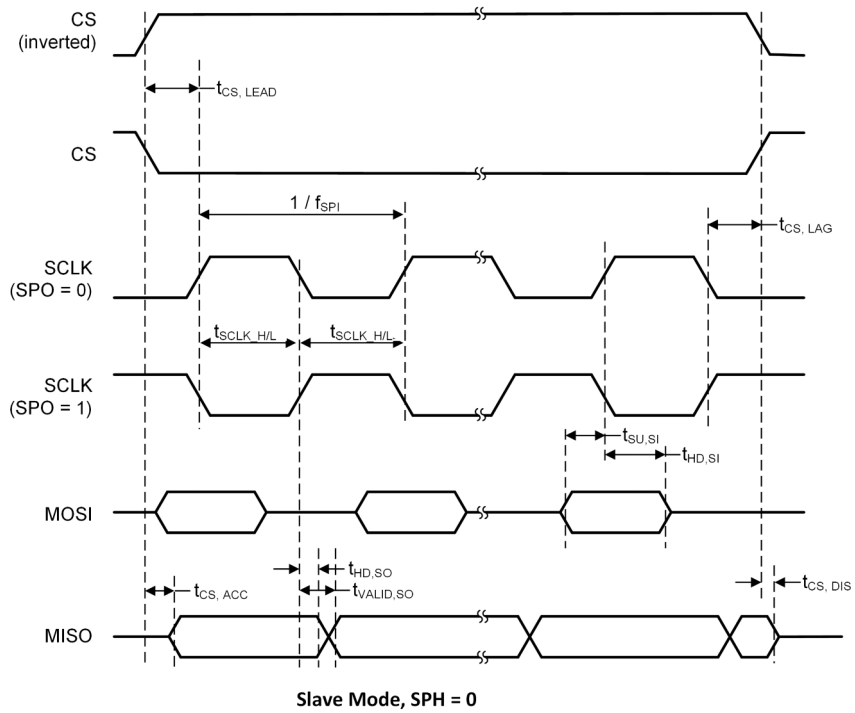 CS
(inverted)
tCS, LEAD
CS
1 / fSPI
tCS, LAG
SCLK
(SPO = 0)
tSCLK_H/L
tSCLK_H/L
SCLK
(SPO = 1)
tSU,SI
tHD,SI
MOSI
tHD,SO
tCS, ACC
tVALID,SO
tCS, DIS
MISO
Slave Mode, SPH = 0